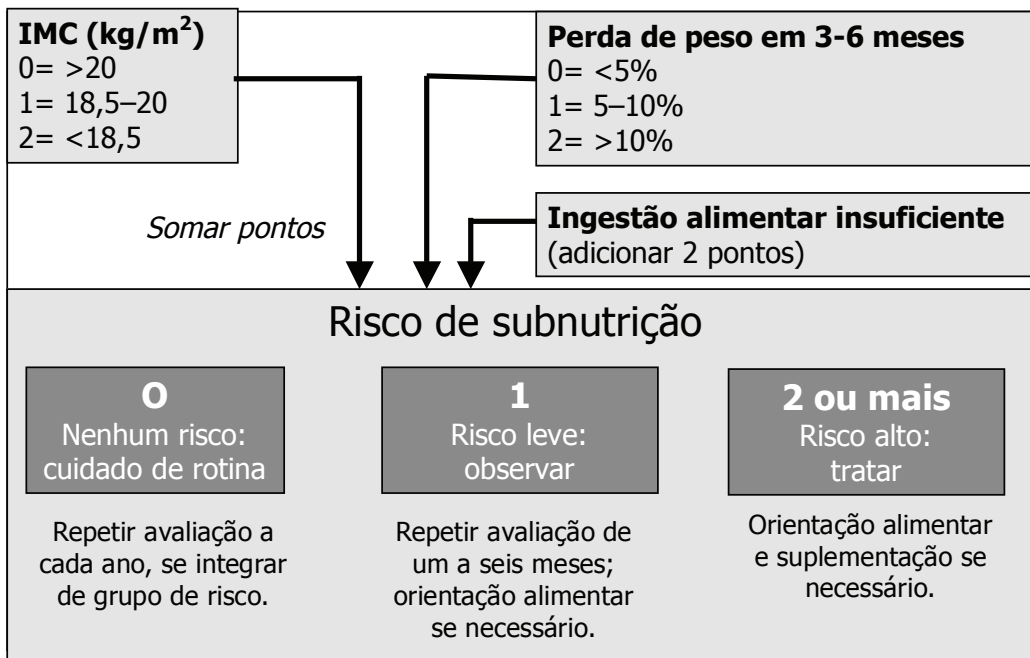 IMC (kg/m²)
0= >20
1= 18,5–20
2= <18,5
Perda de peso em 3-6 meses
0= <5%
1= 5–10%
2= >10%
Somar pontos
Ingestão alimentar insuficiente
(adicionar 2 pontos)
Risco de subnutrição
0
Nenhum risco:
cuidado de rotina
Repetir avaliação a
cada ano, se integrar
de grupo de risco.
1
Risco leve:
observar
Repetir avaliação de
um a seis meses;
orientação alimentar
se necessário.
2 ou mais
Risco alto:
tratar
Orientação alimentar
e suplementação se
necessário.